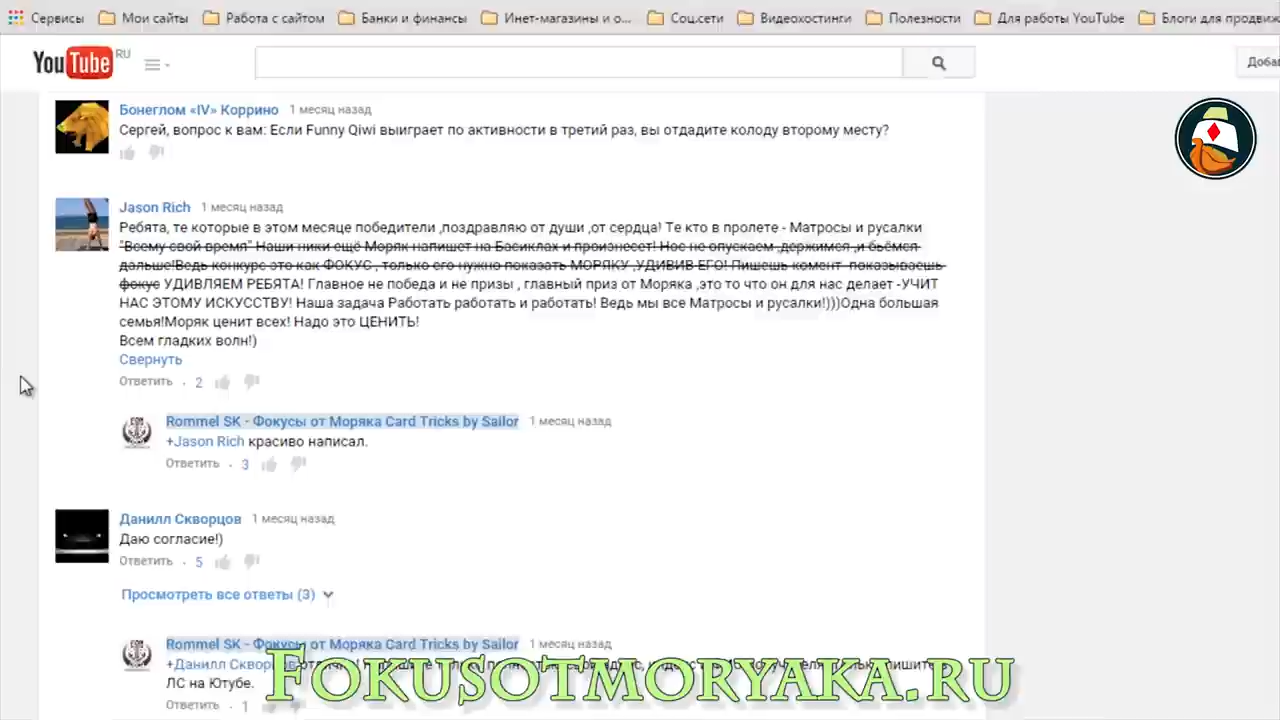 Сервисы Мои сайты Работа с сайтом Банки и финансы Инет-магазины и о... Соц.сети Видеохостинги Полезности Для работы YouTube Блоги для продвиж
YouTube RU
Доба
Бонеглом «IV» Коррино 1 месяц назад
Сергей, вопрос к вам: Если Funny Qiwi выиграет по активности в третий раз, вы отдадите колоду второму месту?
Jason Rich 1 месяц назад
Ребята, те которые в этом месяце победители ,поздравляю от души ,от сердца! Те кто в пролете - Матросы и русалки
"Всему свой время" Наши ники ещё Моряк напишет на Басиклах и произнесет! Нос не опускаем ,держимся ,и бьёмся
дальше!Ведь конкурс это как ФОКУС , только его нужно показать МОРЯКУ ,УДИВИВ ЕГО! Пишешь комент- показываешь
фокус УДИВЛЯЕМ РЕБЯТА! Главное не победа и не призы , главный приз от Моряка ,это то что он для нас делает -УЧИТ
НАС ЭТОМУ ИСКУССТВУ! Наша задача Работать работать и работать! Ведь мы все Матросы и русалки!)))Одна большая
семья!Моряк ценит всех! Надо это ЦЕНИТЬ!
Всем гладких волн!)
Свернуть
Ответить · 2
Rommel SK - Фокусы от Моряка Card Tricks by Sailor 1 месяц назад
+Jason Rich красиво написал.
Ответить · 3
Данилл Скворцов 1 месяц назад
Даю согласие!)
Ответить · 5
Просмотреть все ответы (3)
Rommel SK - Фокусы от Моряка Card Tricks by Sailor 1 месяц назад
+Данилл Скворцов
ЛС на Ютубе.
Fokusotmoryaka.ru
Ответить · 1